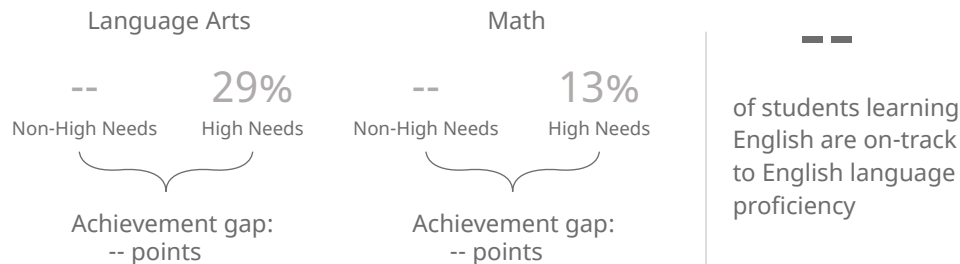 Language Arts
-- 29%
Non-High Needs High Needs
Achievement gap:
-- points
Math
-- 13%
Non-High Needs High Needs
Achievement gap:
-- points
--
of students learning
English are on-track
to English language
proficiency